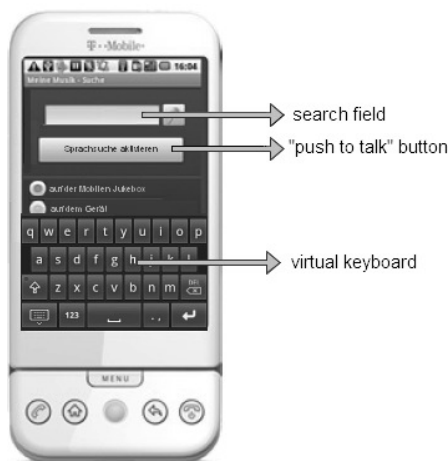 T··Mobile·
16:04
Meine Musik - Suche
search field
Sprachsuche aktivieren
"push to talk" button
auf der Mobilen Jukebox
auf dem Gerät
q w e r t y u i o p
a s d f g h j k l
virtual keyboard
z x c v b n m DEL
123 . ,
MENU